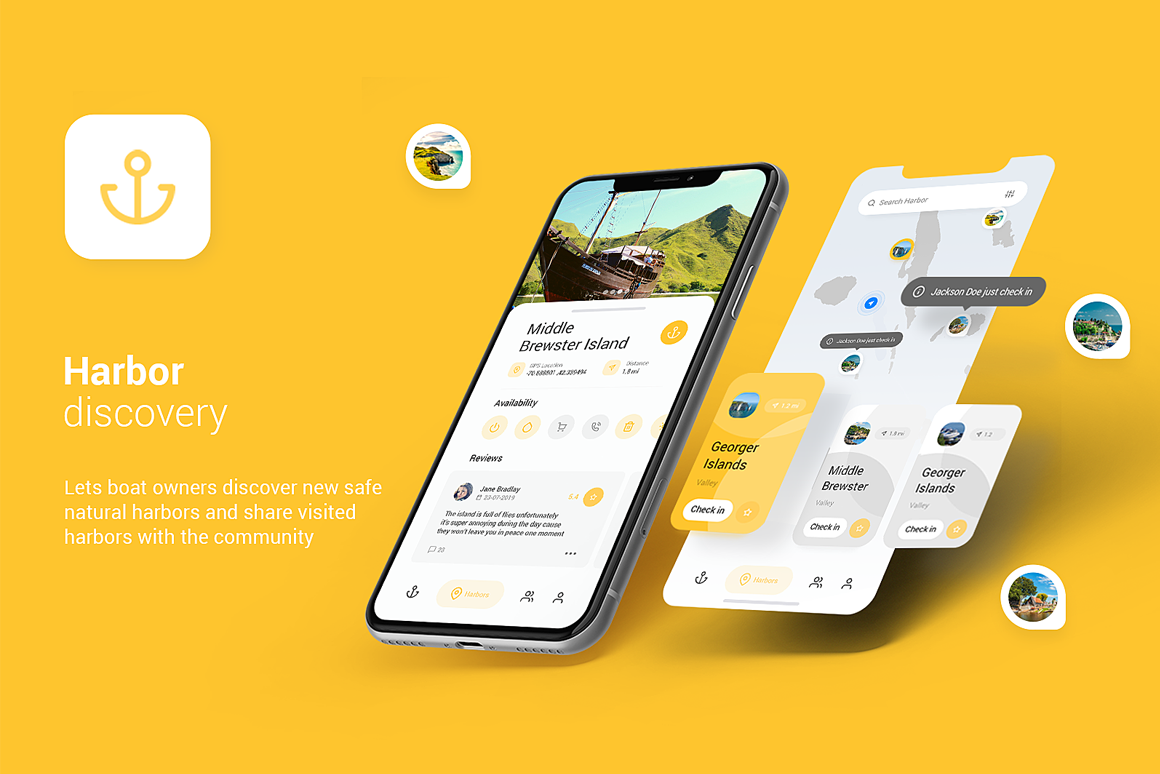 Harbor
discovery
Lets boat owners discover new safe
natural harbors and share visited
harbors with the community
Middle
Brewster Island
GPS Location
Distance
1.8 mi
Availability
Reviews
Jane Bradlay
23-07-2019
5.4
The island is full of flies unfortunately
it's super annoying during the day cause
they won't leave you in peace one moment
20
Harbors
Search Harbor
Jackson Doe just check in
Jackson Doe just check in
1.2 mi
Georger
Islands
Valley
Check in
1.8 mi
Middle
Brewster
Valley
Check in
1.2
Georger
Islands
Valley
Check in
Harbors